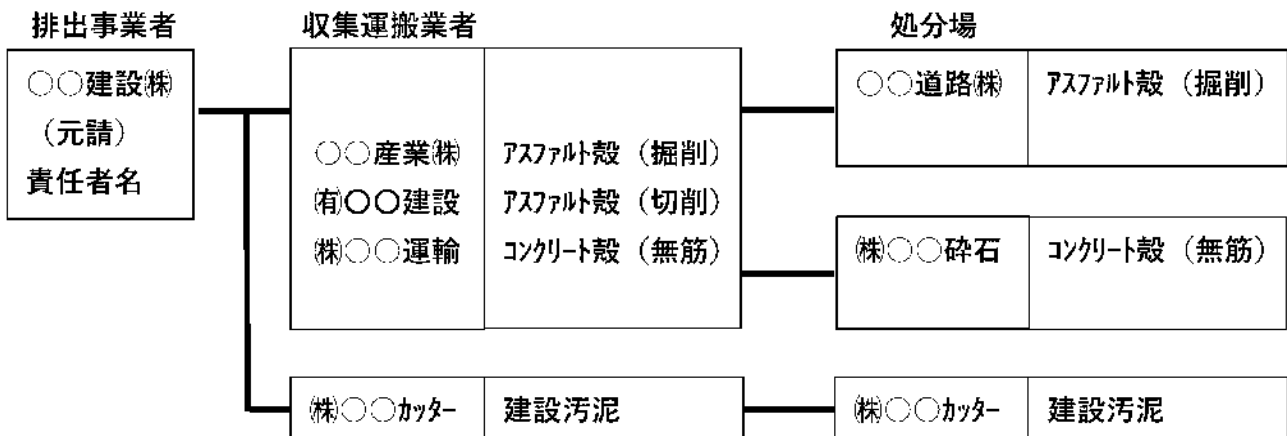 排出事業者
収集運搬業者
処分場
○○建設㈱
(元請)
責任者名
○○産業㈱ アスファルト殻(掘削)
㈲〇〇建設 アスファルト殻(切削)
㈱○○運輸 コンクリート殻(無筋)
○○道路㈱ アスファルト殻(掘削)
㈱○○砕石 コンクリート殻(無筋)
㈱○○カッター 建設汚泥
㈱○○カッター 建設汚泥